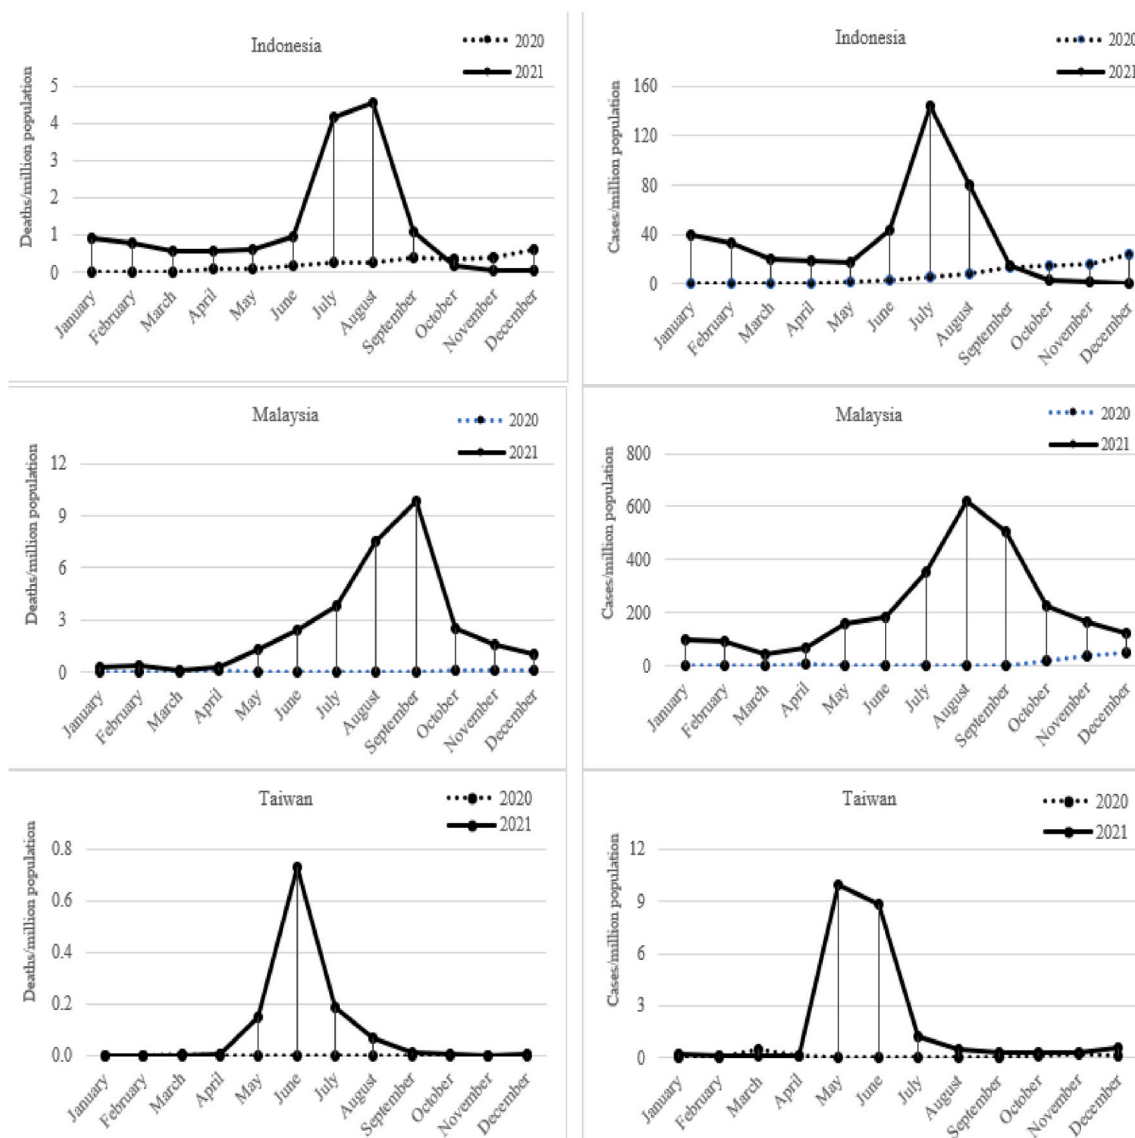 Indonesia
2020
2021
Deaths/million population
5
4
3
2
1
0
January
February
March
April
May
June
July
August
September
October
November
December
Indonesia
2020
2021
Cases/million population
160
120
80
40
0
January
February
March
April
May
June
July
August
September
October
November
December
Malaysia
2020
2021
Deaths/million population
12
9
6
3
0
January
February
March
April
May
June
July
August
September
October
November
December
Malaysia
2020
2021
Cases/million population
800
600
400
200
0
January
February
March
April
May
June
July
August
September
October
November
December
Taiwan
2020
2021
Deaths/million population
0.8
0.6
0.4
0.2
0.0
January
February
March
April
May
June
July
August
September
October
November
December
Taiwan
2020
2021
Cases/million population
12
9
6
3
0
January
February
March
April
May
June
July
August
September
October
November
December